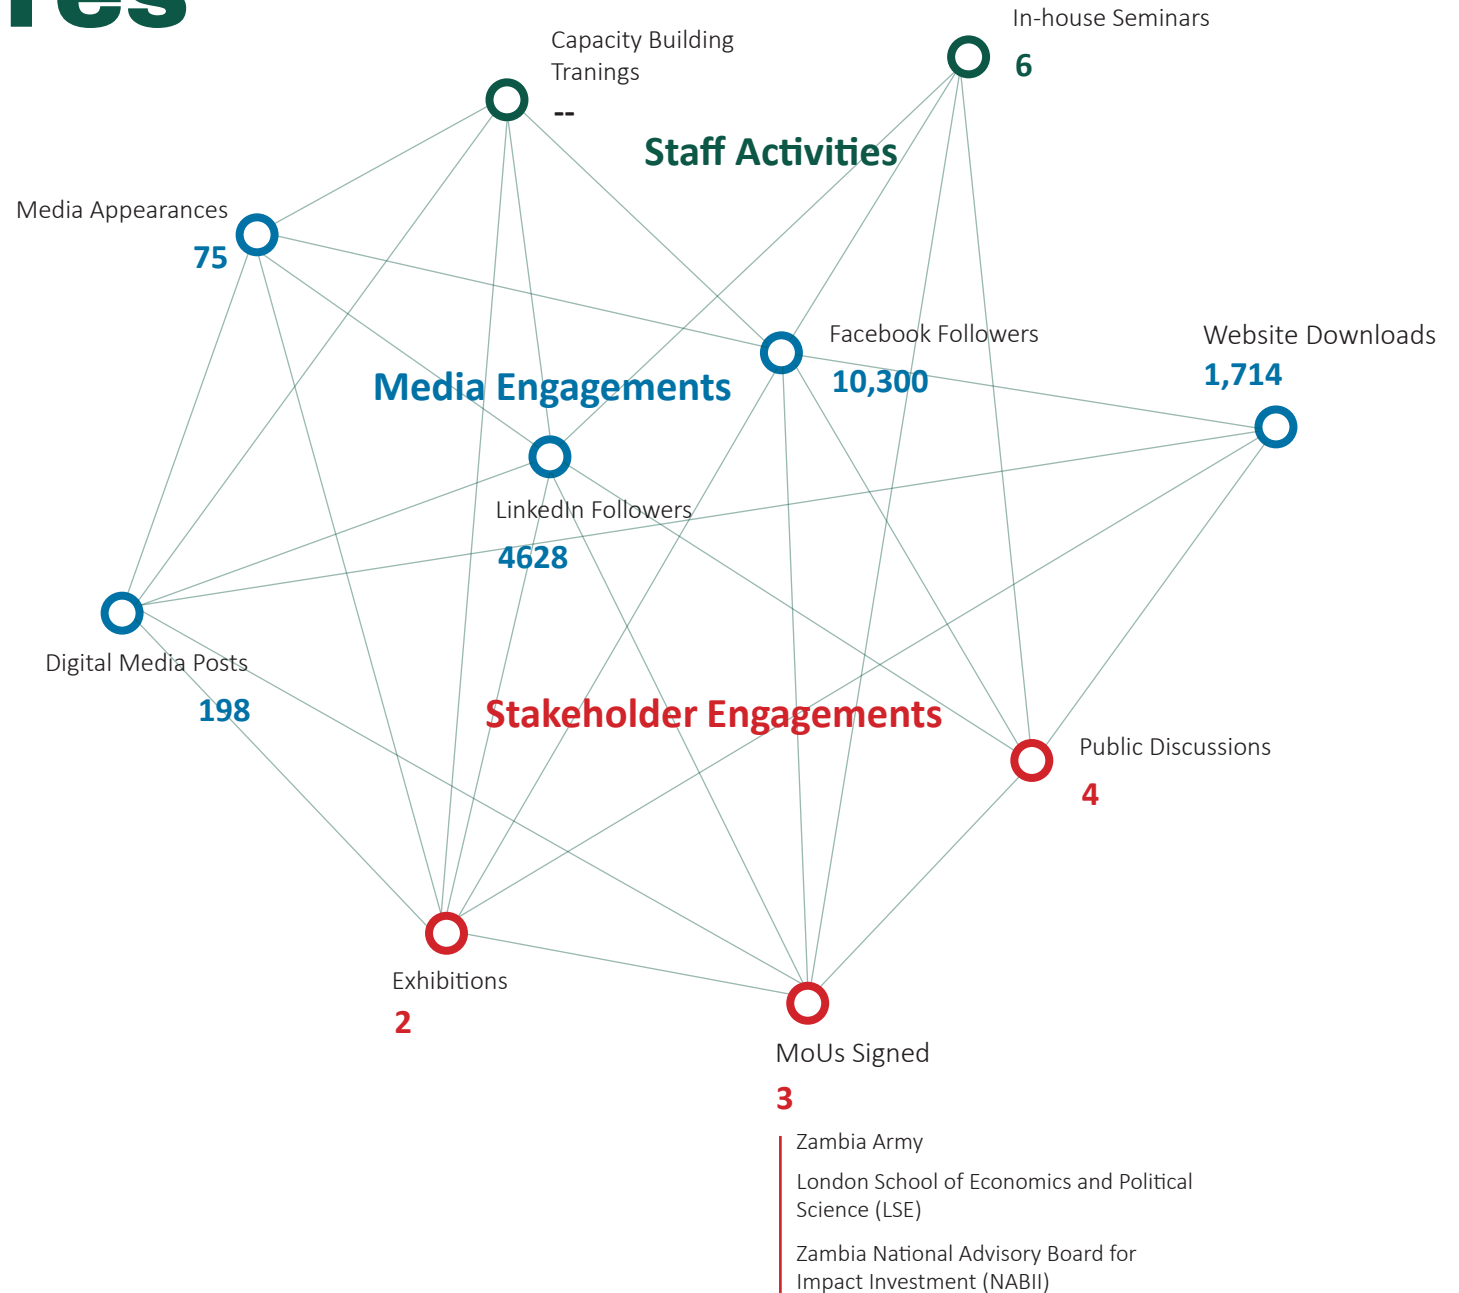 In-house Seminars
6
Capacity Building
Tranings
--
Staff Activities
Media Appearances
75
Facebook Followers
10,300
Website Downloads
1,714
Media Engagements
LinkedIn Followers
4628
Digital Media Posts
198
Stakeholder Engagements
Public Discussions
4
Exhibitions
2
MoUs Signed
3
Zambia Army
London School of Economics and Political
Science (LSE)
Zambia National Advisory Board for
Impact Investment (NABII)